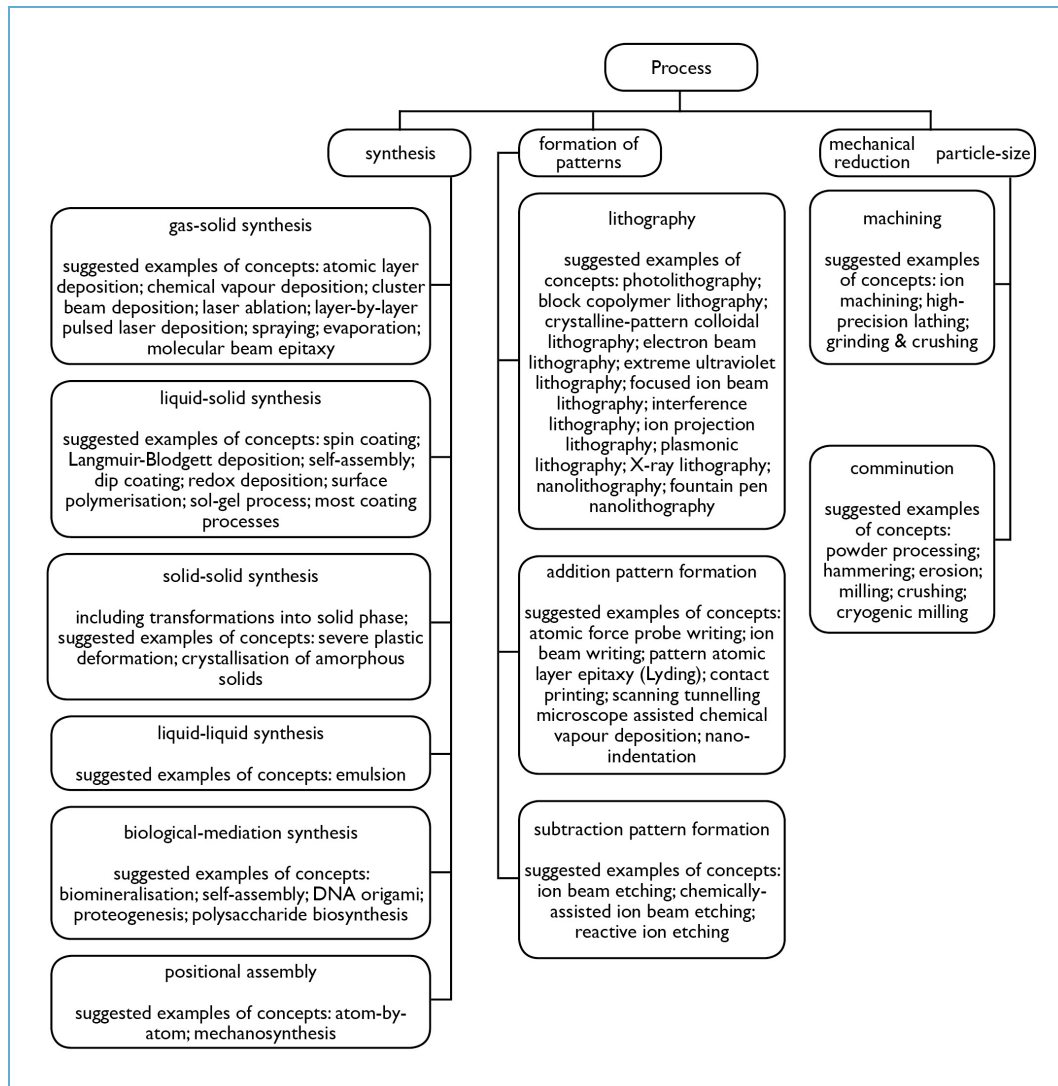 Process
synthesis
gas-solid synthesis
suggested examples of concepts: atomic layer
deposition; chemical vapour deposition; cluster
beam deposition; laser ablation; layer-by-layer
pulsed laser deposition; spraying; evaporation;
molecular beam epitaxy
liquid-solid synthesis
suggested examples of concepts: spin coating;
Langmuir-Blodgett deposition; self-assembly;
dip coating; redox deposition; surface
polymerisation; sol-gel process; most coating
processes
solid-solid synthesis
including transformations into solid phase;
suggested examples of concepts: severe plastic
deformation; crystallisation of amorphous
solids
liquid-liquid synthesis
suggested examples of concepts: emulsion
biological-mediation synthesis
suggested examples of concepts:
biomineralisation; self-assembly; DNA origami;
proteogenesis; polysaccharide biosynthesis
positional assembly
suggested examples of concepts: atom-by-
atom; mechanosynthesis
formation of
patterns
lithography
suggested examples of
concepts: photolithography;
block copolymer lithography;
crystalline-pattern colloidal
lithography; electron beam
lithography; extreme ultraviolet
lithography; focused ion beam
lithography; interference
lithography; ion projection
lithography; plasmonic
lithography; X-ray lithography;
nanolithography; fountain pen
nanolithography
addition pattern formation
suggested examples of concepts:
atomic force probe writing; ion
beam writing; pattern atomic
layer epitaxy (Lyding); contact
printing; scanning tunnelling
microscope assisted chemical
vapour deposition; nano-
indentation
subtraction pattern formation
suggested examples of concepts:
ion beam etching; chemically-
assisted ion beam etching;
reactive ion etching
mechanical particle-size
reduction
machining
suggested examples
of concepts: ion
machining; high-
precision lathing;
grinding & crushing
comminution
suggested examples
of concepts:
powder processing;
hammering; erosion;
milling; crushing;
cryogenic milling